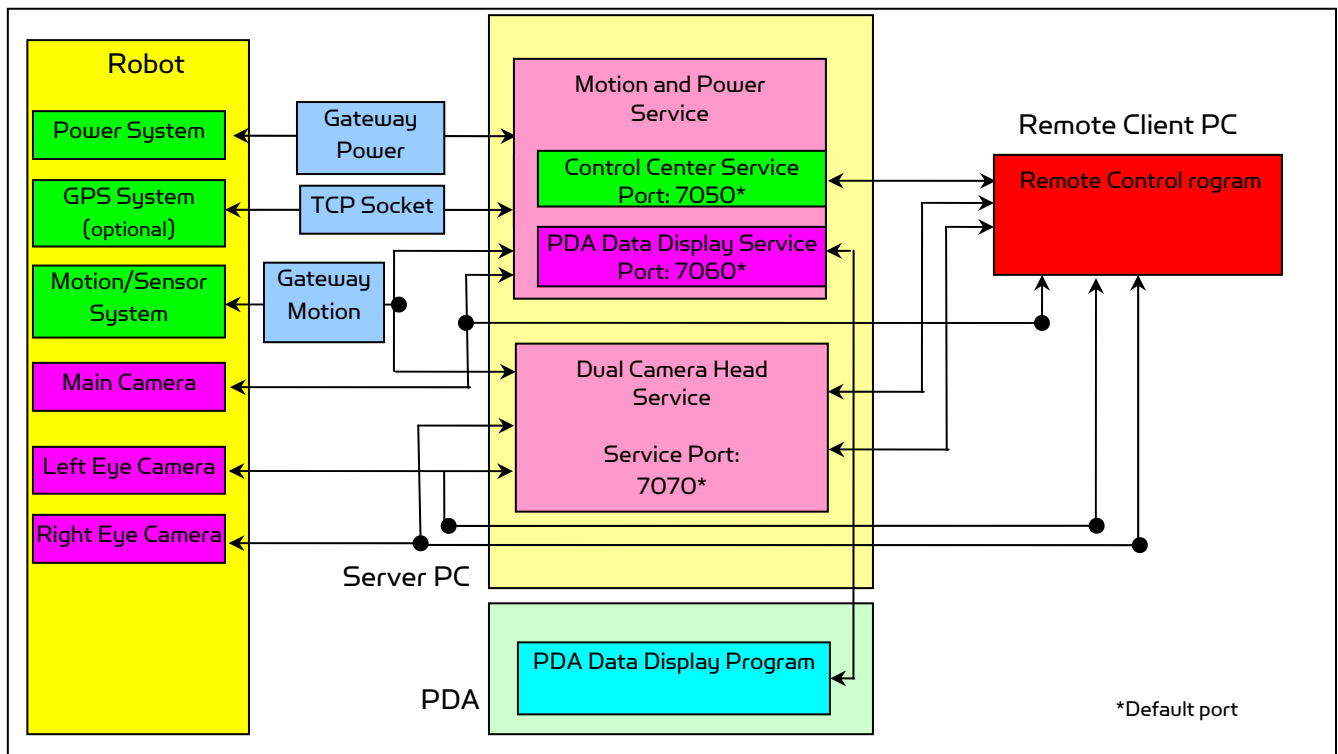 Robot
Power System
GPS System
(optional)
Motion/Sensor
System
Main Camera
Left Eye Camera
Right Eye Camera
Gateway
Power
TCP Socket
Gateway
Motion
Motion and Power
Service
Control Center Service
Port: 7050*
PDA Data Display Service
Port: 7060*
Dual Camera Head
Service
Service Port:
7070*
Server PC
PDA Data Display Program
PDA
Remote Client PC
Remote Control rogram
*Default port